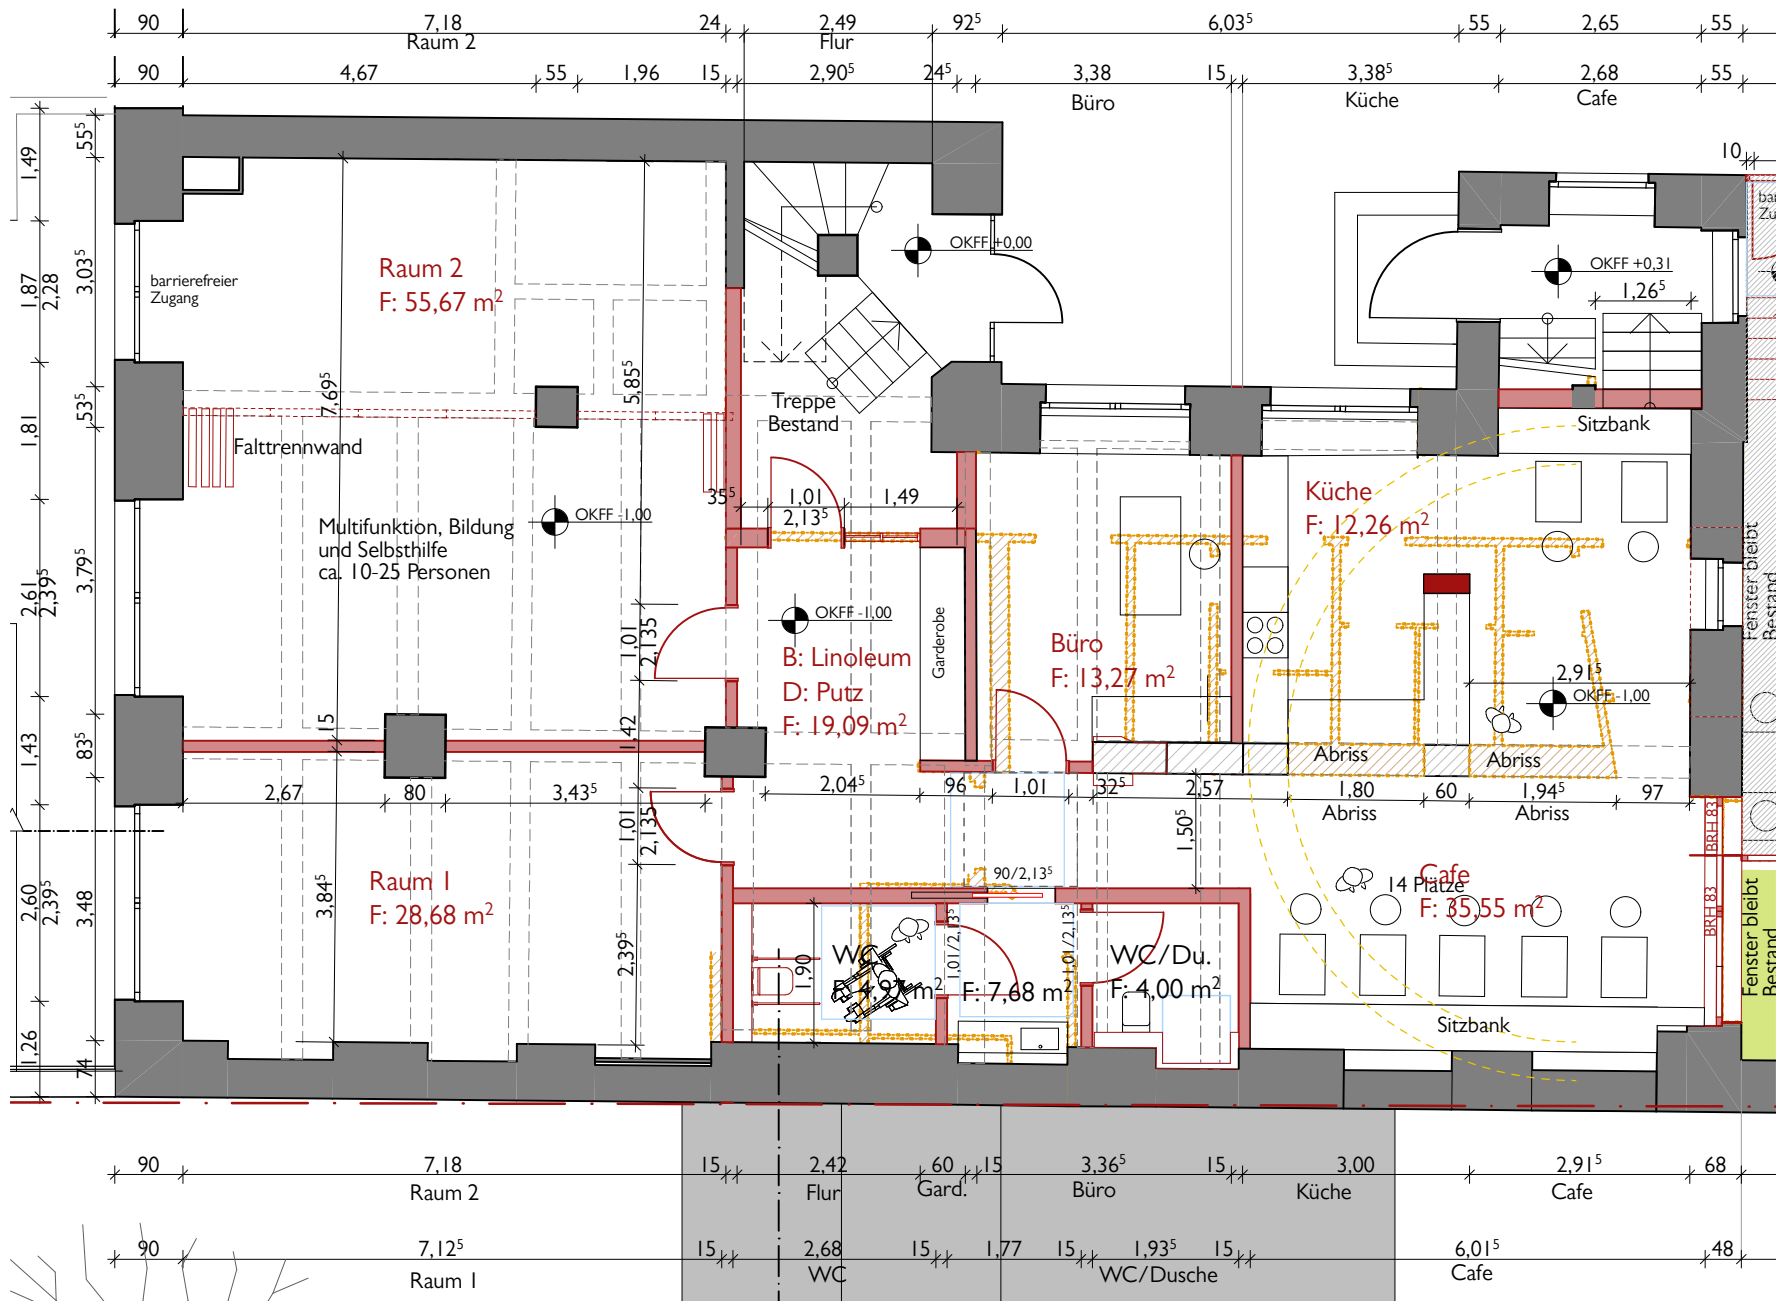 90 7,18 24 2,49 92⁵ 6,03⁵ 55 2,65 55
Raum 2 Flur
90 4,67 55 1,96 15 2,90⁵ 24⁵ 3,38 15 3,38⁵ 2,68 55
Büro Küche Cafe
10
1,49
1,87
2,28
1,81
2,61
2,39⁵
1,43
2,60
2,39⁵
1,26
55⁵
3,03⁵
53⁵
3,79⁵
83⁵
3,48
74
barrierefreier
Zugang
Raum 2
F: 55,67 m²
7,69⁵
5,85⁵
Falttrennwand
Multifunktion, Bildung
und Selbsthilfe
ca. 10-25 Personen
OKFF -1,00
OKFF +0,00
Treppe
Bestand
35⁵ 1,01 1,49
2,13⁵
OKFF -1,00
B: Linoleum
D: Putz
F: 19,09 m²
Garderobe
1,01
2,135
1,42
15
Büro
F: 13,27 m²
Küche
F: 12,26 m²
OKFF +0,31
1,26⁵
Sitzbank
2,91⁵
OKFF -1,00
Abriss
Abriss
Fenster bleibt
Bestand
2,67 80 3,43⁵
2,04⁵ 96 1,01 32⁵ 2,57 1,80 60 1,94⁵ 97
Abriss Abriss
1,01
2,135
1,50⁵
Raum 1
F: 28,68 m²
3,84⁵
2,39⁵
90/2,13⁵
1,90
WC
F: 4,97 m²
1,01/2,13⁵
F: 7,68 m²
1,01/2,13⁵
WC/Du.
F: 4,00 m²
14 Plätze
Cafe
F: 35,55 m²
Sitzbank
BRH 83
BRH 83
Fenster bleibt
Bestand
90 7,18 15 2,42 60 15 3,36⁵ 15 3,00 2,91⁵ 68
Raum 2 Flur Gard. Büro Küche Cafe
90 7,12⁵ 15 2,68 15 1,77 15 1,93⁵ 15 6,01⁵ 48
Raum 1 WC WC/Dusche Cafe